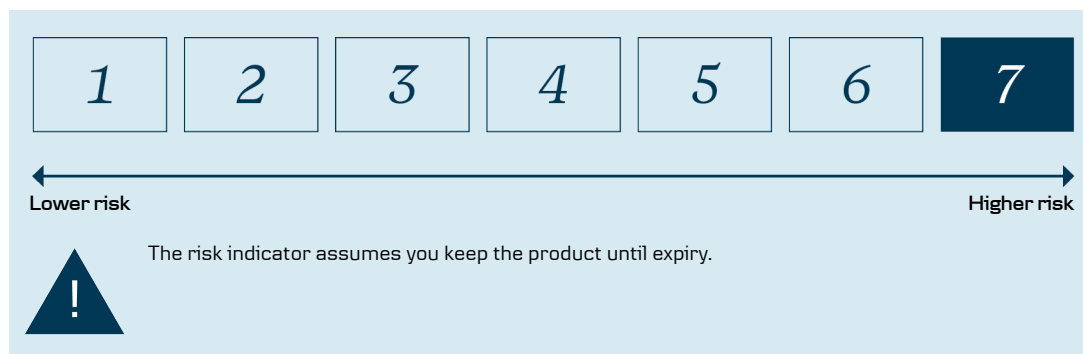 1 2 3 4 5 6 7
Lower risk Higher risk
The risk indicator assumes you keep the product until expiry.
!